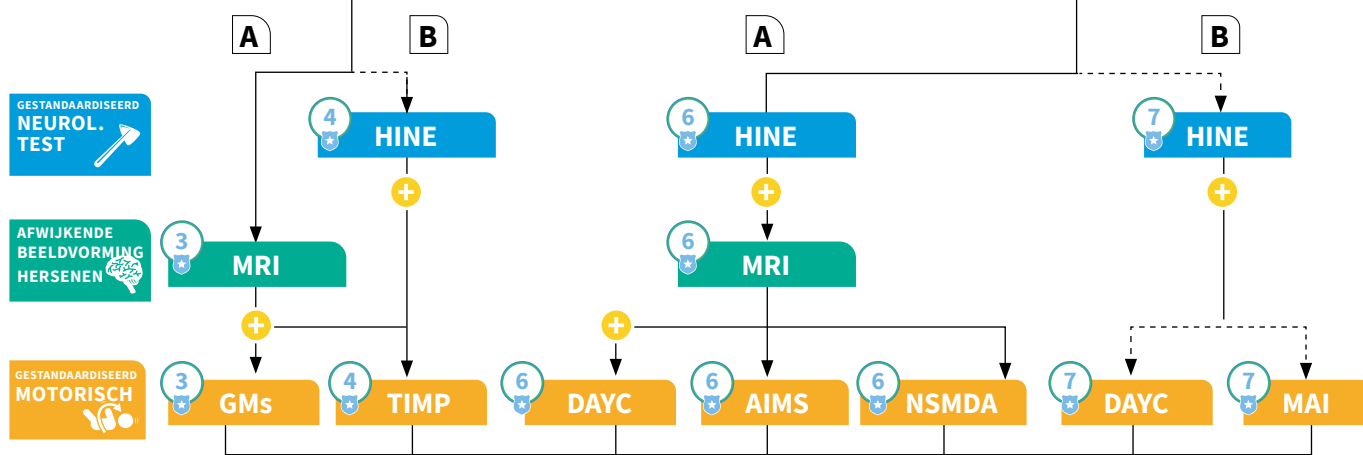 A
B
A
B
GESTANDAARDISEERD
NEUROL.
TEST
4
HINE
6
HINE
7
HINE
+
+
+
AFWIJKENDE
BEELDVORMING
HERSENEN
3
MRI
6
MRI
+
+
GESTANDAARDISEERD
MOTORISCH
3
GMs
4
TIMP
6
DAYC
6
AIMS
6
NSMDA
7
DAYC
7
MAI